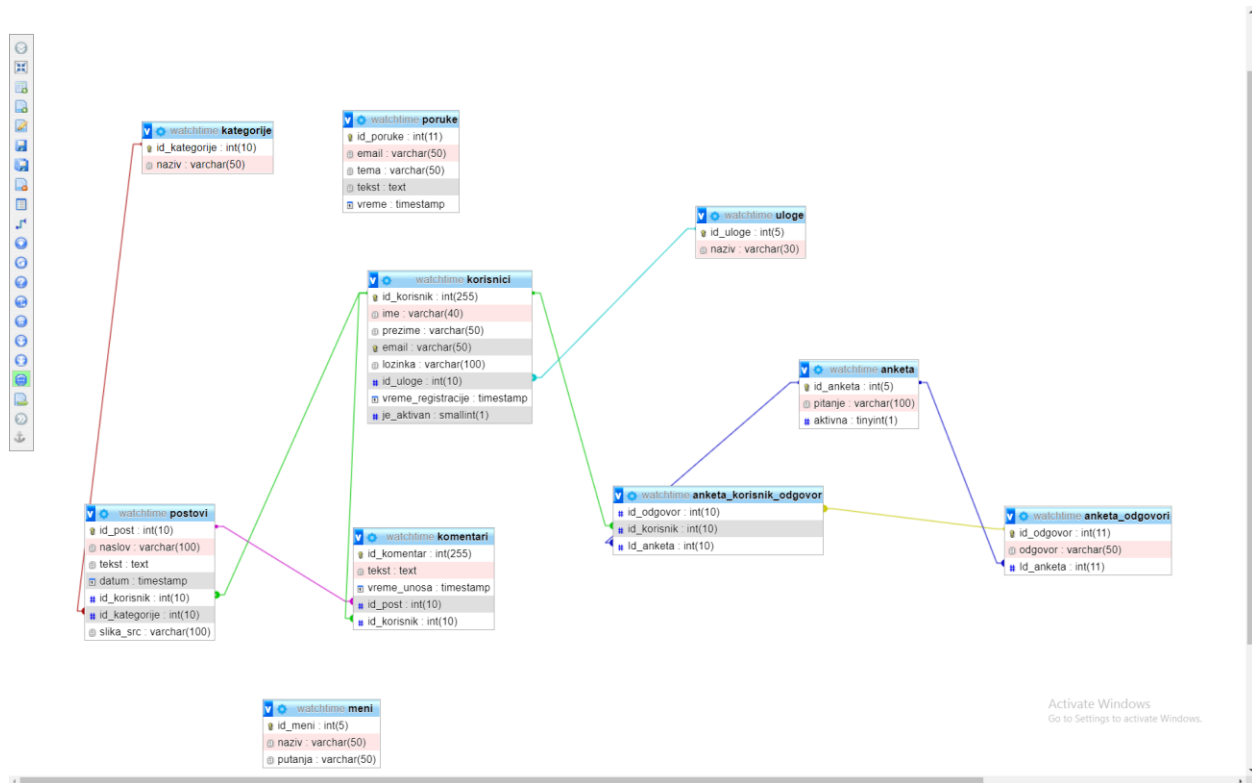 watchtime kategorije
id_kategorije : int(10)
naziv : varchar(50)
watchtime poruke
id_poruke : int(11)
email : varchar(50)
tema : varchar(50)
tekst : text
vreme : timestamp
watchtime uloge
id_uloge : int(5)
naziv : varchar(30)
watchtime korisnici
id_korisnik : int(255)
ime : varchar(40)
prezime : varchar(50)
email : varchar(50)
lozinka : varchar(100)
id_uloge : int(10)
vreme_registracije : timestamp
je_aktivan : smallint(1)
watchtime anketa
id_anketa : int(5)
pitanje : varchar(100)
aktivna : tinyint(1)
watchtime anketa_korisnik_odgovor
id_odgovor : int(10)
id_korisnik : int(10)
Id_anketa : int(10)
watchtime anketa_odgovori
id_odgovor : int(11)
odgovor : varchar(50)
Id_anketa : int(11)
watchtime postovi
id_post : int(10)
naslov : varchar(100)
tekst : text
datum : timestamp
id_korisnik : int(10)
id_kategorije : int(10)
slika_src : varchar(100)
watchtime komentari
id_komentar : int(255)
tekst : text
vreme_unosa : timestamp
id_post : int(10)
id_korisnik : int(10)
watchtime meni
id_meni : int(5)
naziv : varchar(50)
putanja : varchar(50)
Activate Windows
Go to Settings to activate Windows.